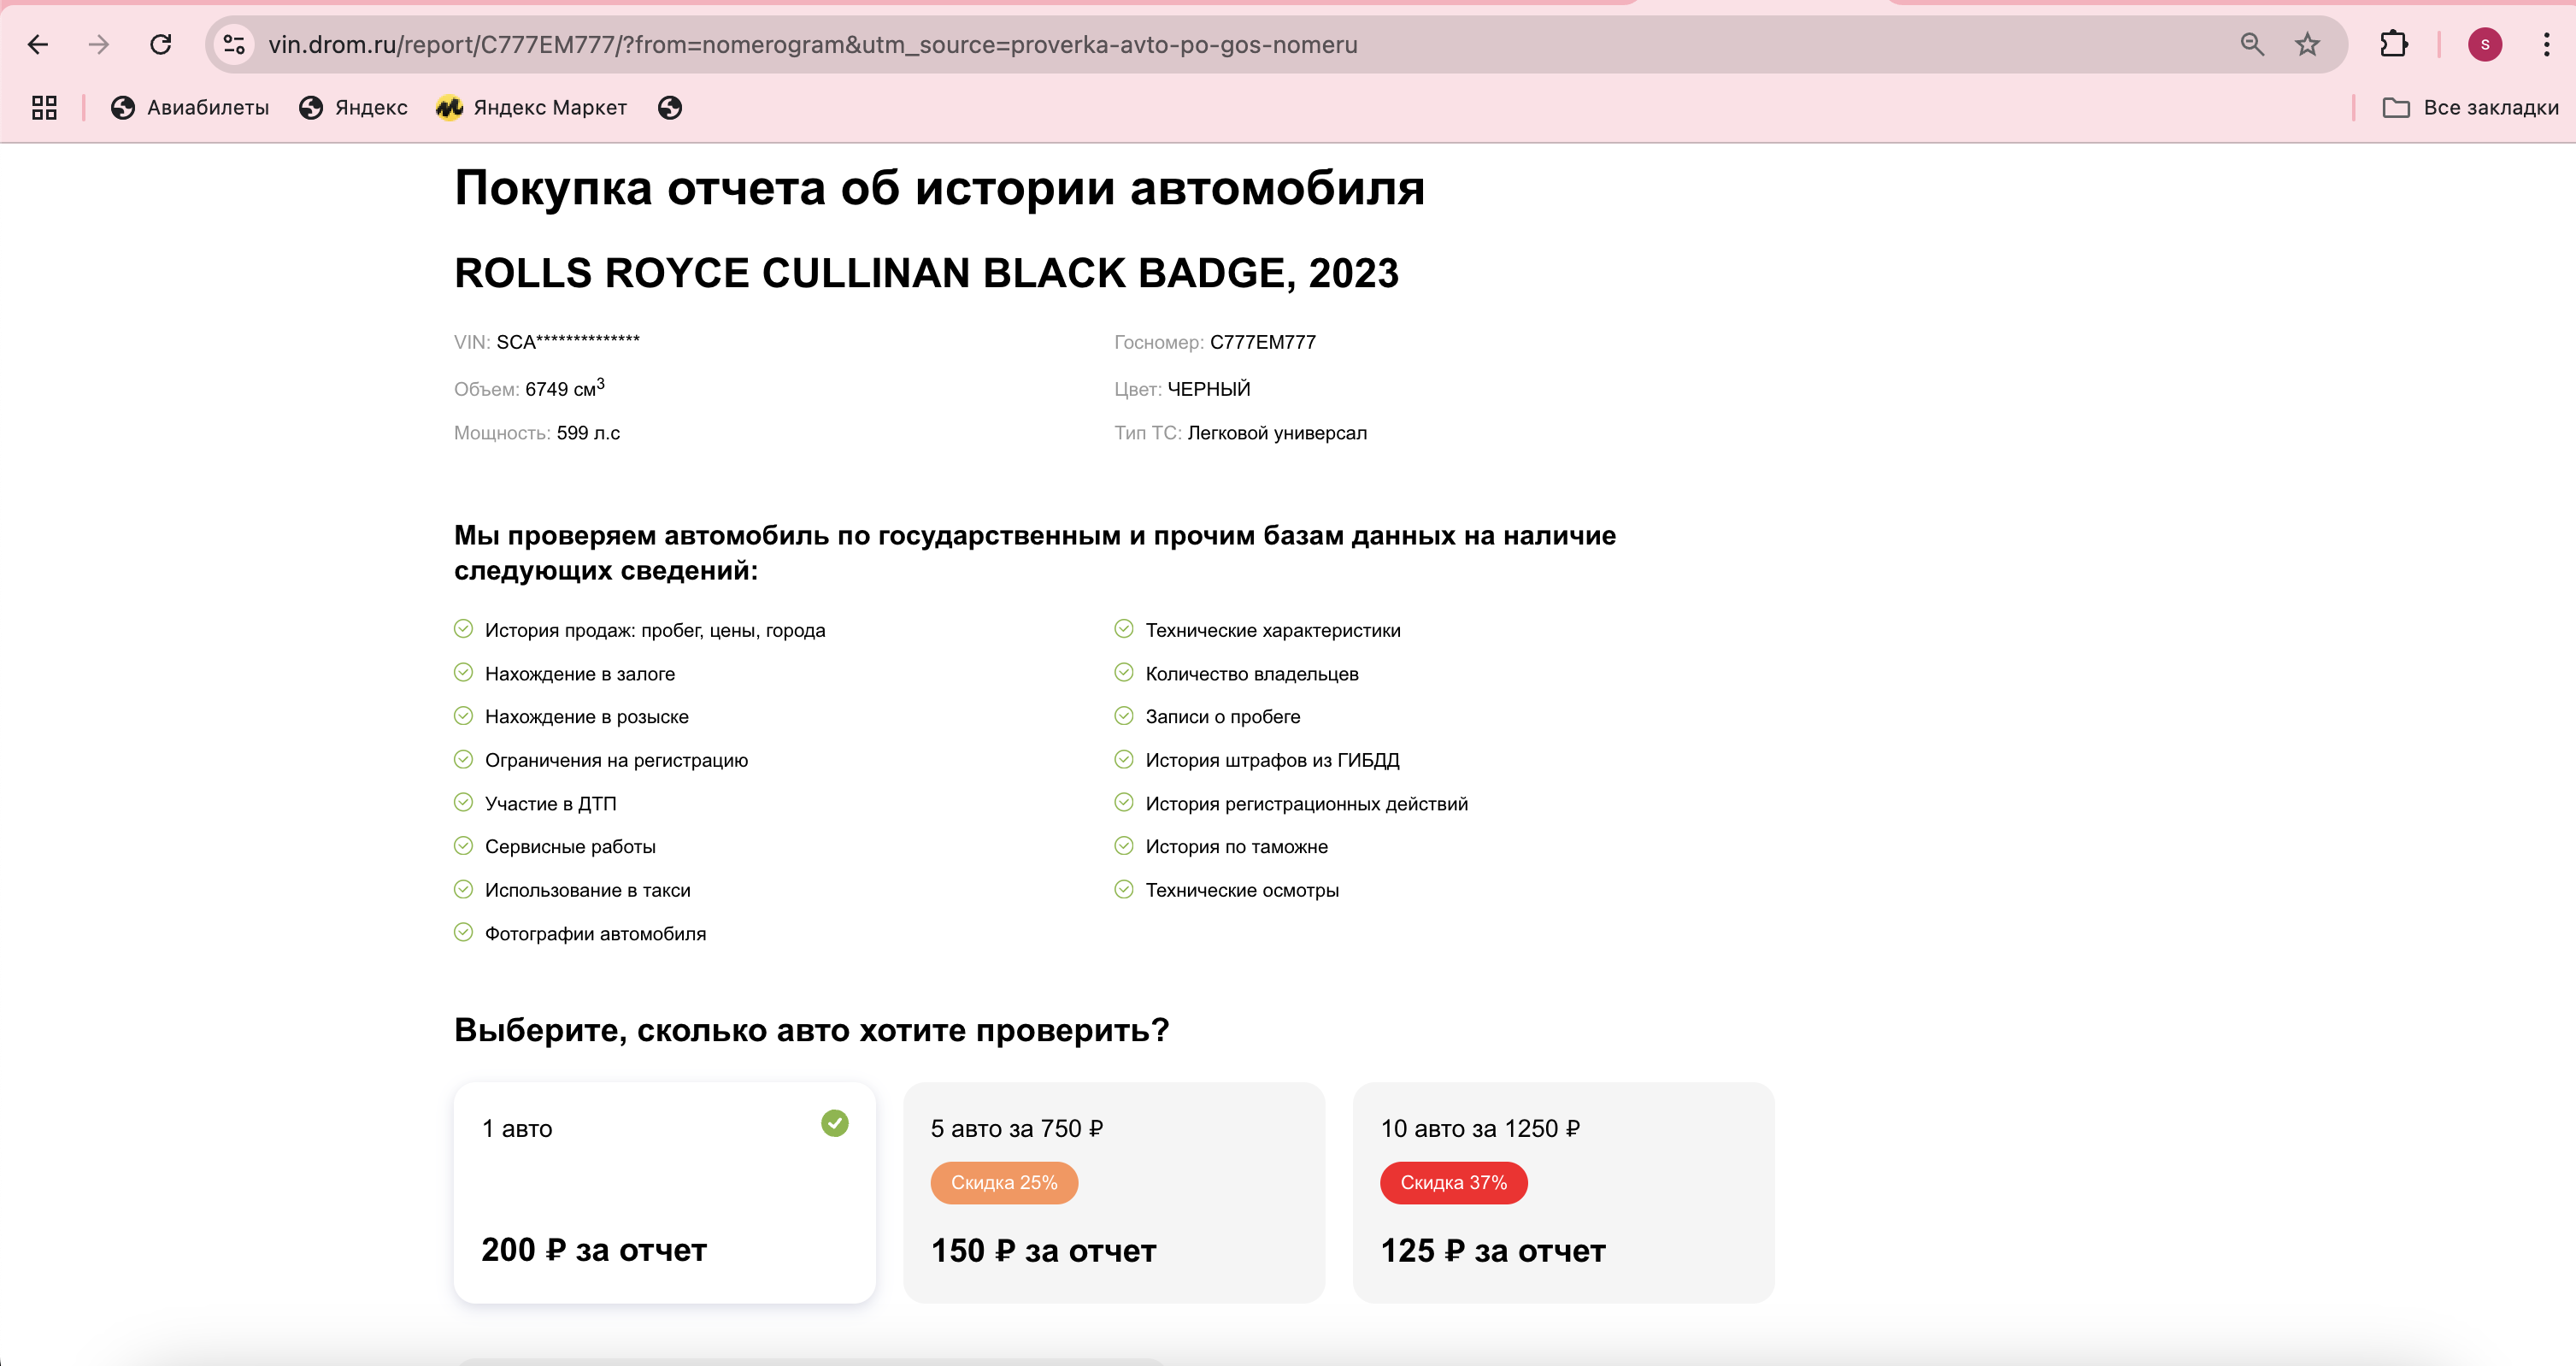 vin.drom.ru/report/C777EM777/?from=nomerogram&utm_source=proverka-avto-po-gos-nomeru
S
Авиабилеты
Яндекс
Яндекс Маркет
Все закладки
Покупка отчета об истории автомобиля
ROLLS ROYCE CULLINAN BLACK BADGE, 2023
VIN: SCA**************
Госномер: С777ЕМ777
Объем: 6749 см³
Цвет: ЧЕРНЫЙ
Мощность: 599 л.с
Тип ТС: Легковой универсал
Мы проверяем автомобиль по государственным и прочим базам данных на наличие
следующих сведений:
История продаж: пробег, цены, города
Технические характеристики
Нахождение в залоге
Количество владельцев
Нахождение в розыске
Записи о пробеге
Ограничения на регистрацию
История штрафов из ГИБДД
Участие в ДТП
История регистрационных действий
Сервисные работы
История по таможне
Использование в такси
Технические осмотры
Фотографии автомобиля
Выберите, сколько авто хотите проверить?
1 авто
200 ₽ за отчет
5 авто за 750 ₽
Скидка 25%
150 ₽ за отчет
10 авто за 1250 ₽
Скидка 37%
125 ₽ за отчет